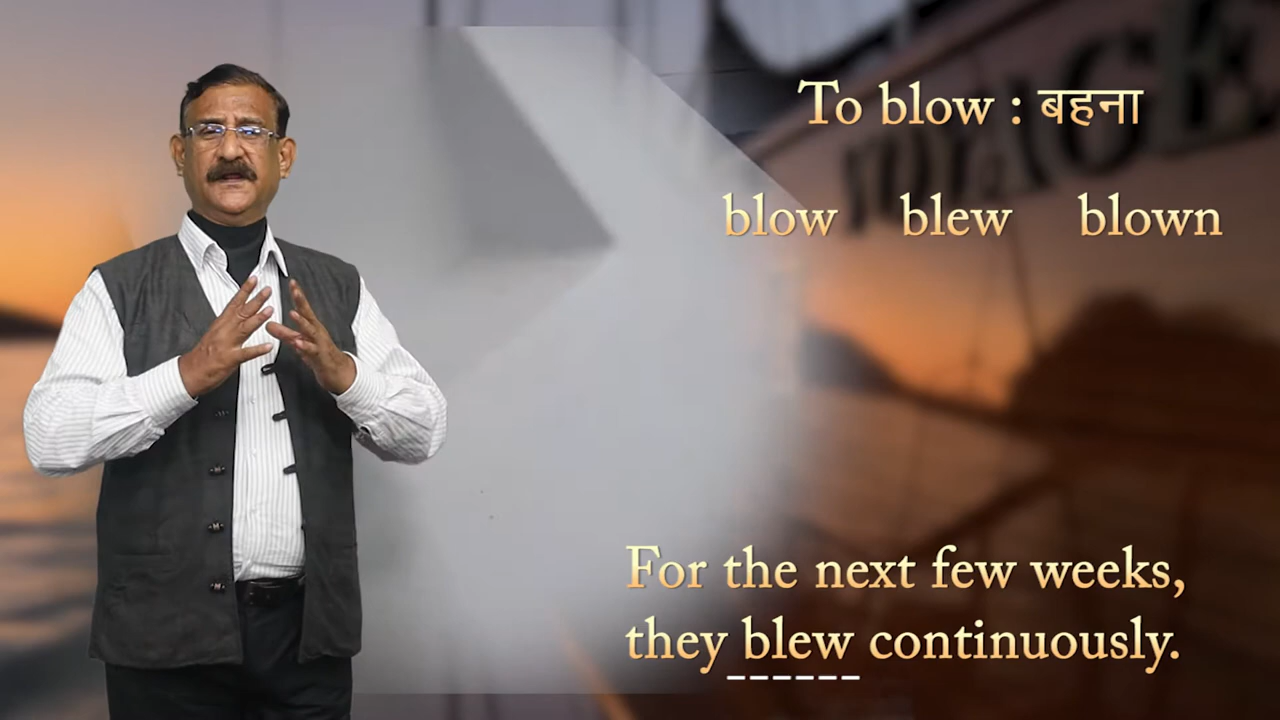 To blow : बहना
blow blew blown
For the next few weeks,
they blew continuously.